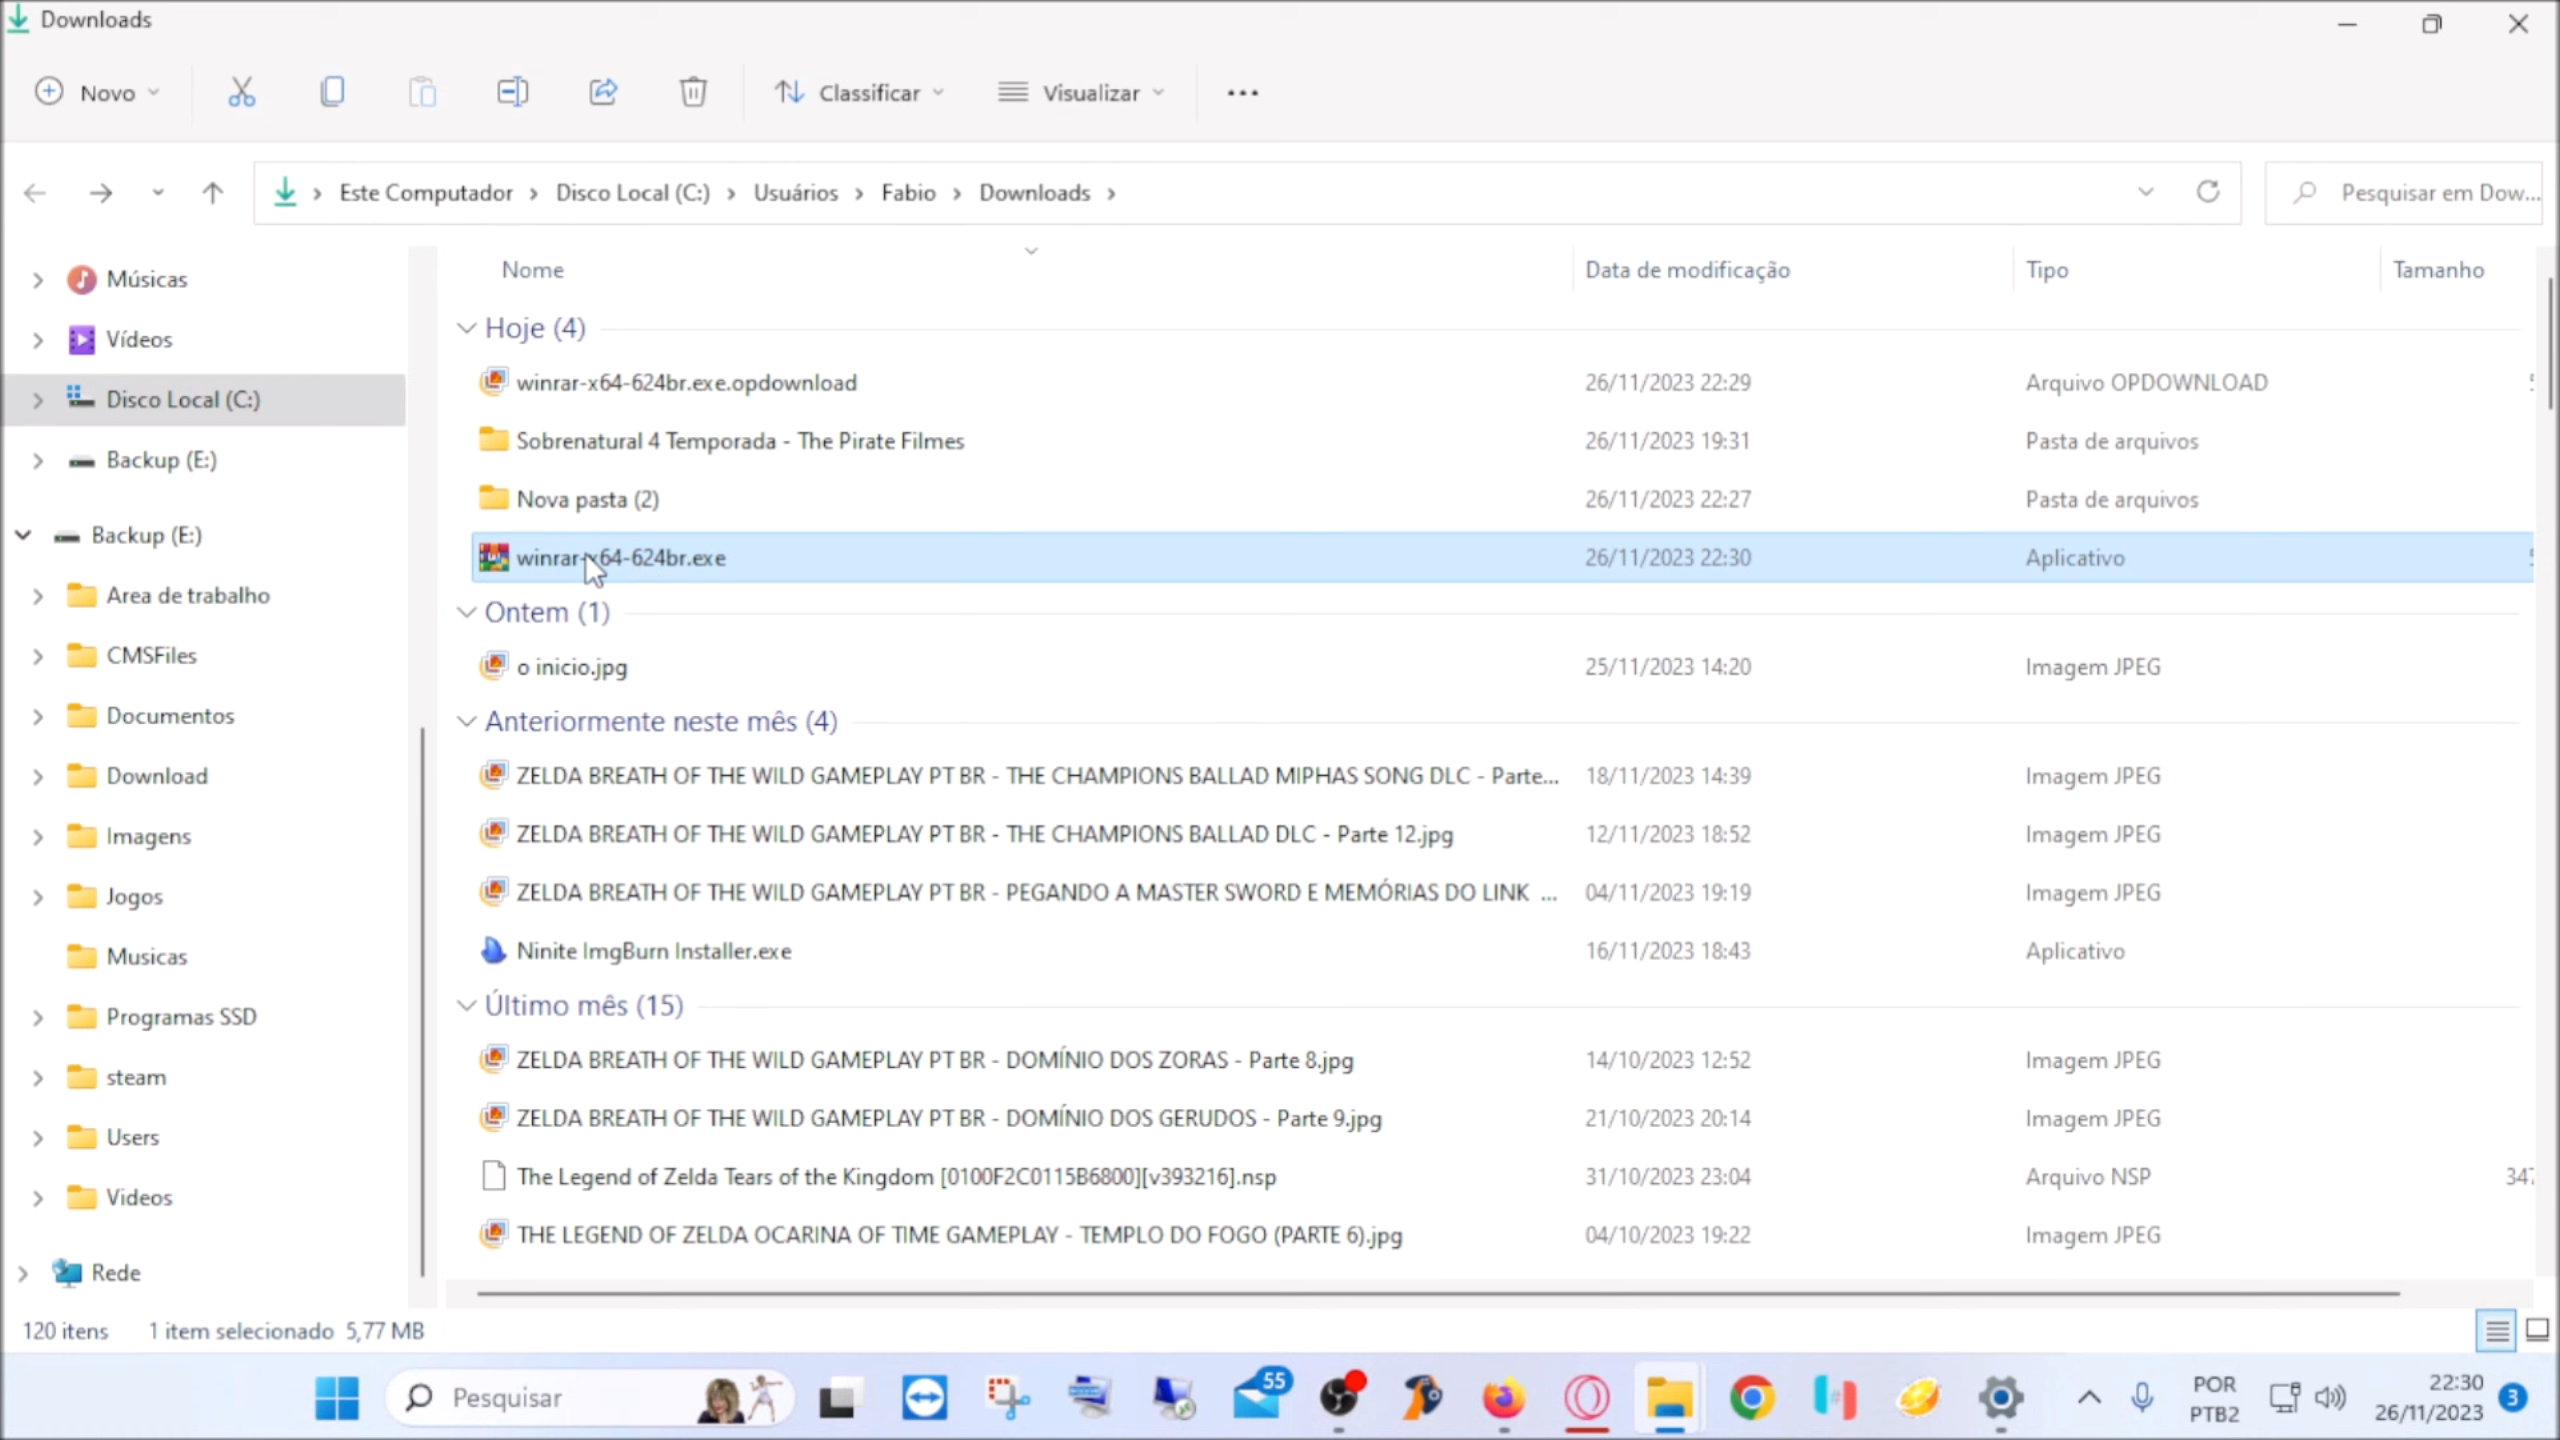 Downloads
Novo
Classificar
Visualizar
Este Computador > Disco Local (C:) > Usuários > Fabio > Downloads >
Pesquisar em Dow...
Músicas
Vídeos
Disco Local (C:)
Backup (E:)
Backup (E:)
Area de trabalho
CMSFiles
Documentos
Download
Imagens
Jogos
Musicas
Programas SSD
steam
Users
Videos
Rede
Nome Data de modificação Tipo Tamanho
Hoje (4)
winrar-x64-624br.exe.opdownload 26/11/2023 22:29 Arquivo OPDOWNLOAD
Sobrenatural 4 Temporada - The Pirate Filmes 26/11/2023 19:31 Pasta de arquivos
Nova pasta (2) 26/11/2023 22:27 Pasta de arquivos
winrar-x64-624br.exe 26/11/2023 22:30 Aplicativo
Ontem (1)
o inicio.jpg 25/11/2023 14:20 Imagem JPEG
Anteriormente neste mês (4)
ZELDA BREATH OF THE WILD GAMEPLAY PT BR - THE CHAMPIONS BALLAD MIPHAS SONG DLC - Parte... 18/11/2023 14:39 Imagem JPEG
ZELDA BREATH OF THE WILD GAMEPLAY PT BR - THE CHAMPIONS BALLAD DLC - Parte 12.jpg 12/11/2023 18:52 Imagem JPEG
ZELDA BREATH OF THE WILD GAMEPLAY PT BR - PEGANDO A MASTER SWORD E MEMÓRIAS DO LINK ... 04/11/2023 19:19 Imagem JPEG
Ninite ImgBurn Installer.exe 16/11/2023 18:43 Aplicativo
Último mês (15)
ZELDA BREATH OF THE WILD GAMEPLAY PT BR - DOMÍNIO DOS ZORAS - Parte 8.jpg 14/10/2023 12:52 Imagem JPEG
ZELDA BREATH OF THE WILD GAMEPLAY PT BR - DOMÍNIO DOS GERUDOS - Parte 9.jpg 21/10/2023 20:14 Imagem JPEG
The Legend of Zelda Tears of the Kingdom [0100F2C0115B6800][v393216].nsp 31/10/2023 23:04 Arquivo NSP 347
THE LEGEND OF ZELDA OCARINA OF TIME GAMEPLAY - TEMPLO DO FOGO (PARTE 6).jpg 04/10/2023 19:22 Imagem JPEG
120 itens 1 item selecionado 5,77 MB
Pesquisar
55
POR
PTB2
22:30
26/11/2023
3